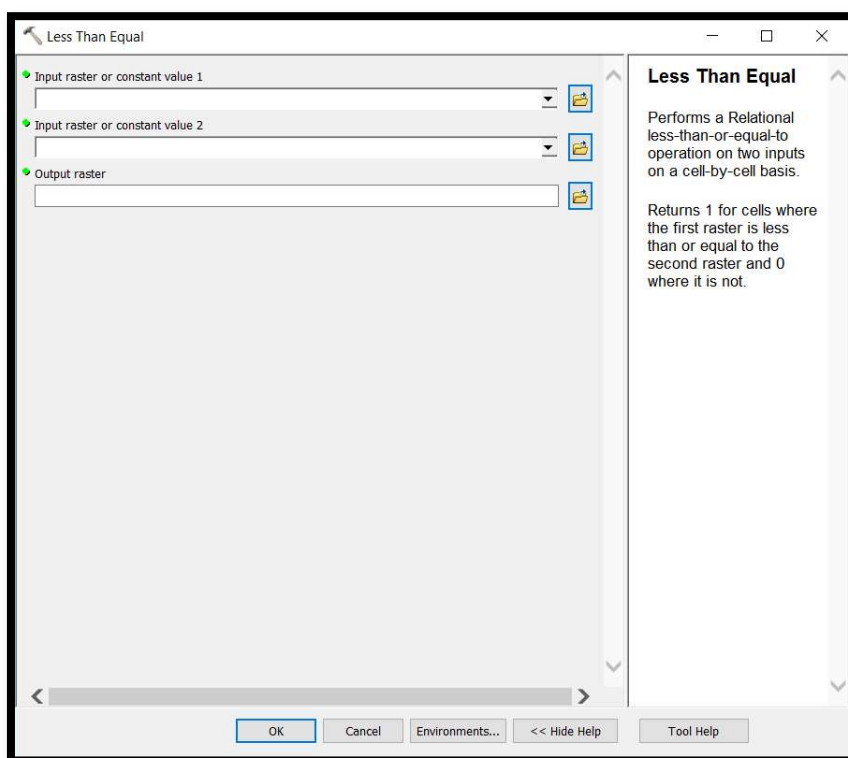 Less Than Equal
Input raster or constant value 1
Input raster or constant value 2
Output raster
Less Than Equal
Performs a Relational
less-than-or-equal-to
operation on two inputs
on a cell-by-cell basis.
Returns 1 for cells where
the first raster is less
than or equal to the
second raster and 0
where it is not.
OK
Cancel
Environments...
<< Hide Help
Tool Help